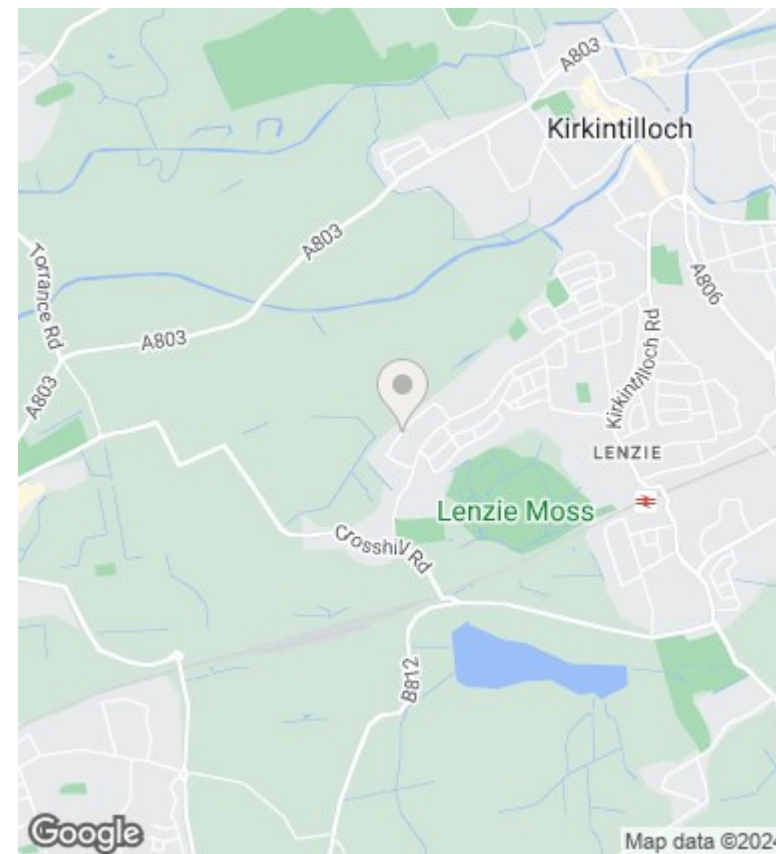 A803
Kirkintilloch
A803
Torrance Rd
A806
A803
A803
Kirkintilloch Rd
LENZIE
Lenzie Moss
Crosshill Rd
B812
Google
Map data ©2024